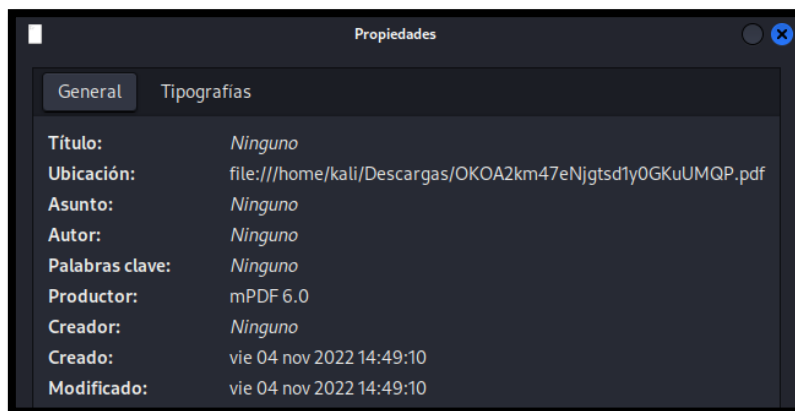 Propiedades
General Tipografías
Título: Ninguno
Ubicación: file:///home/kali/Descargas/OKOA2km47eNjgtsd1y0GKuUMQP.pdf
Asunto: Ninguno
Autor: Ninguno
Palabras clave: Ninguno
Productor: mPDF 6.0
Creador: Ninguno
Creado: vie 04 nov 2022 14:49:10
Modificado: vie 04 nov 2022 14:49:10